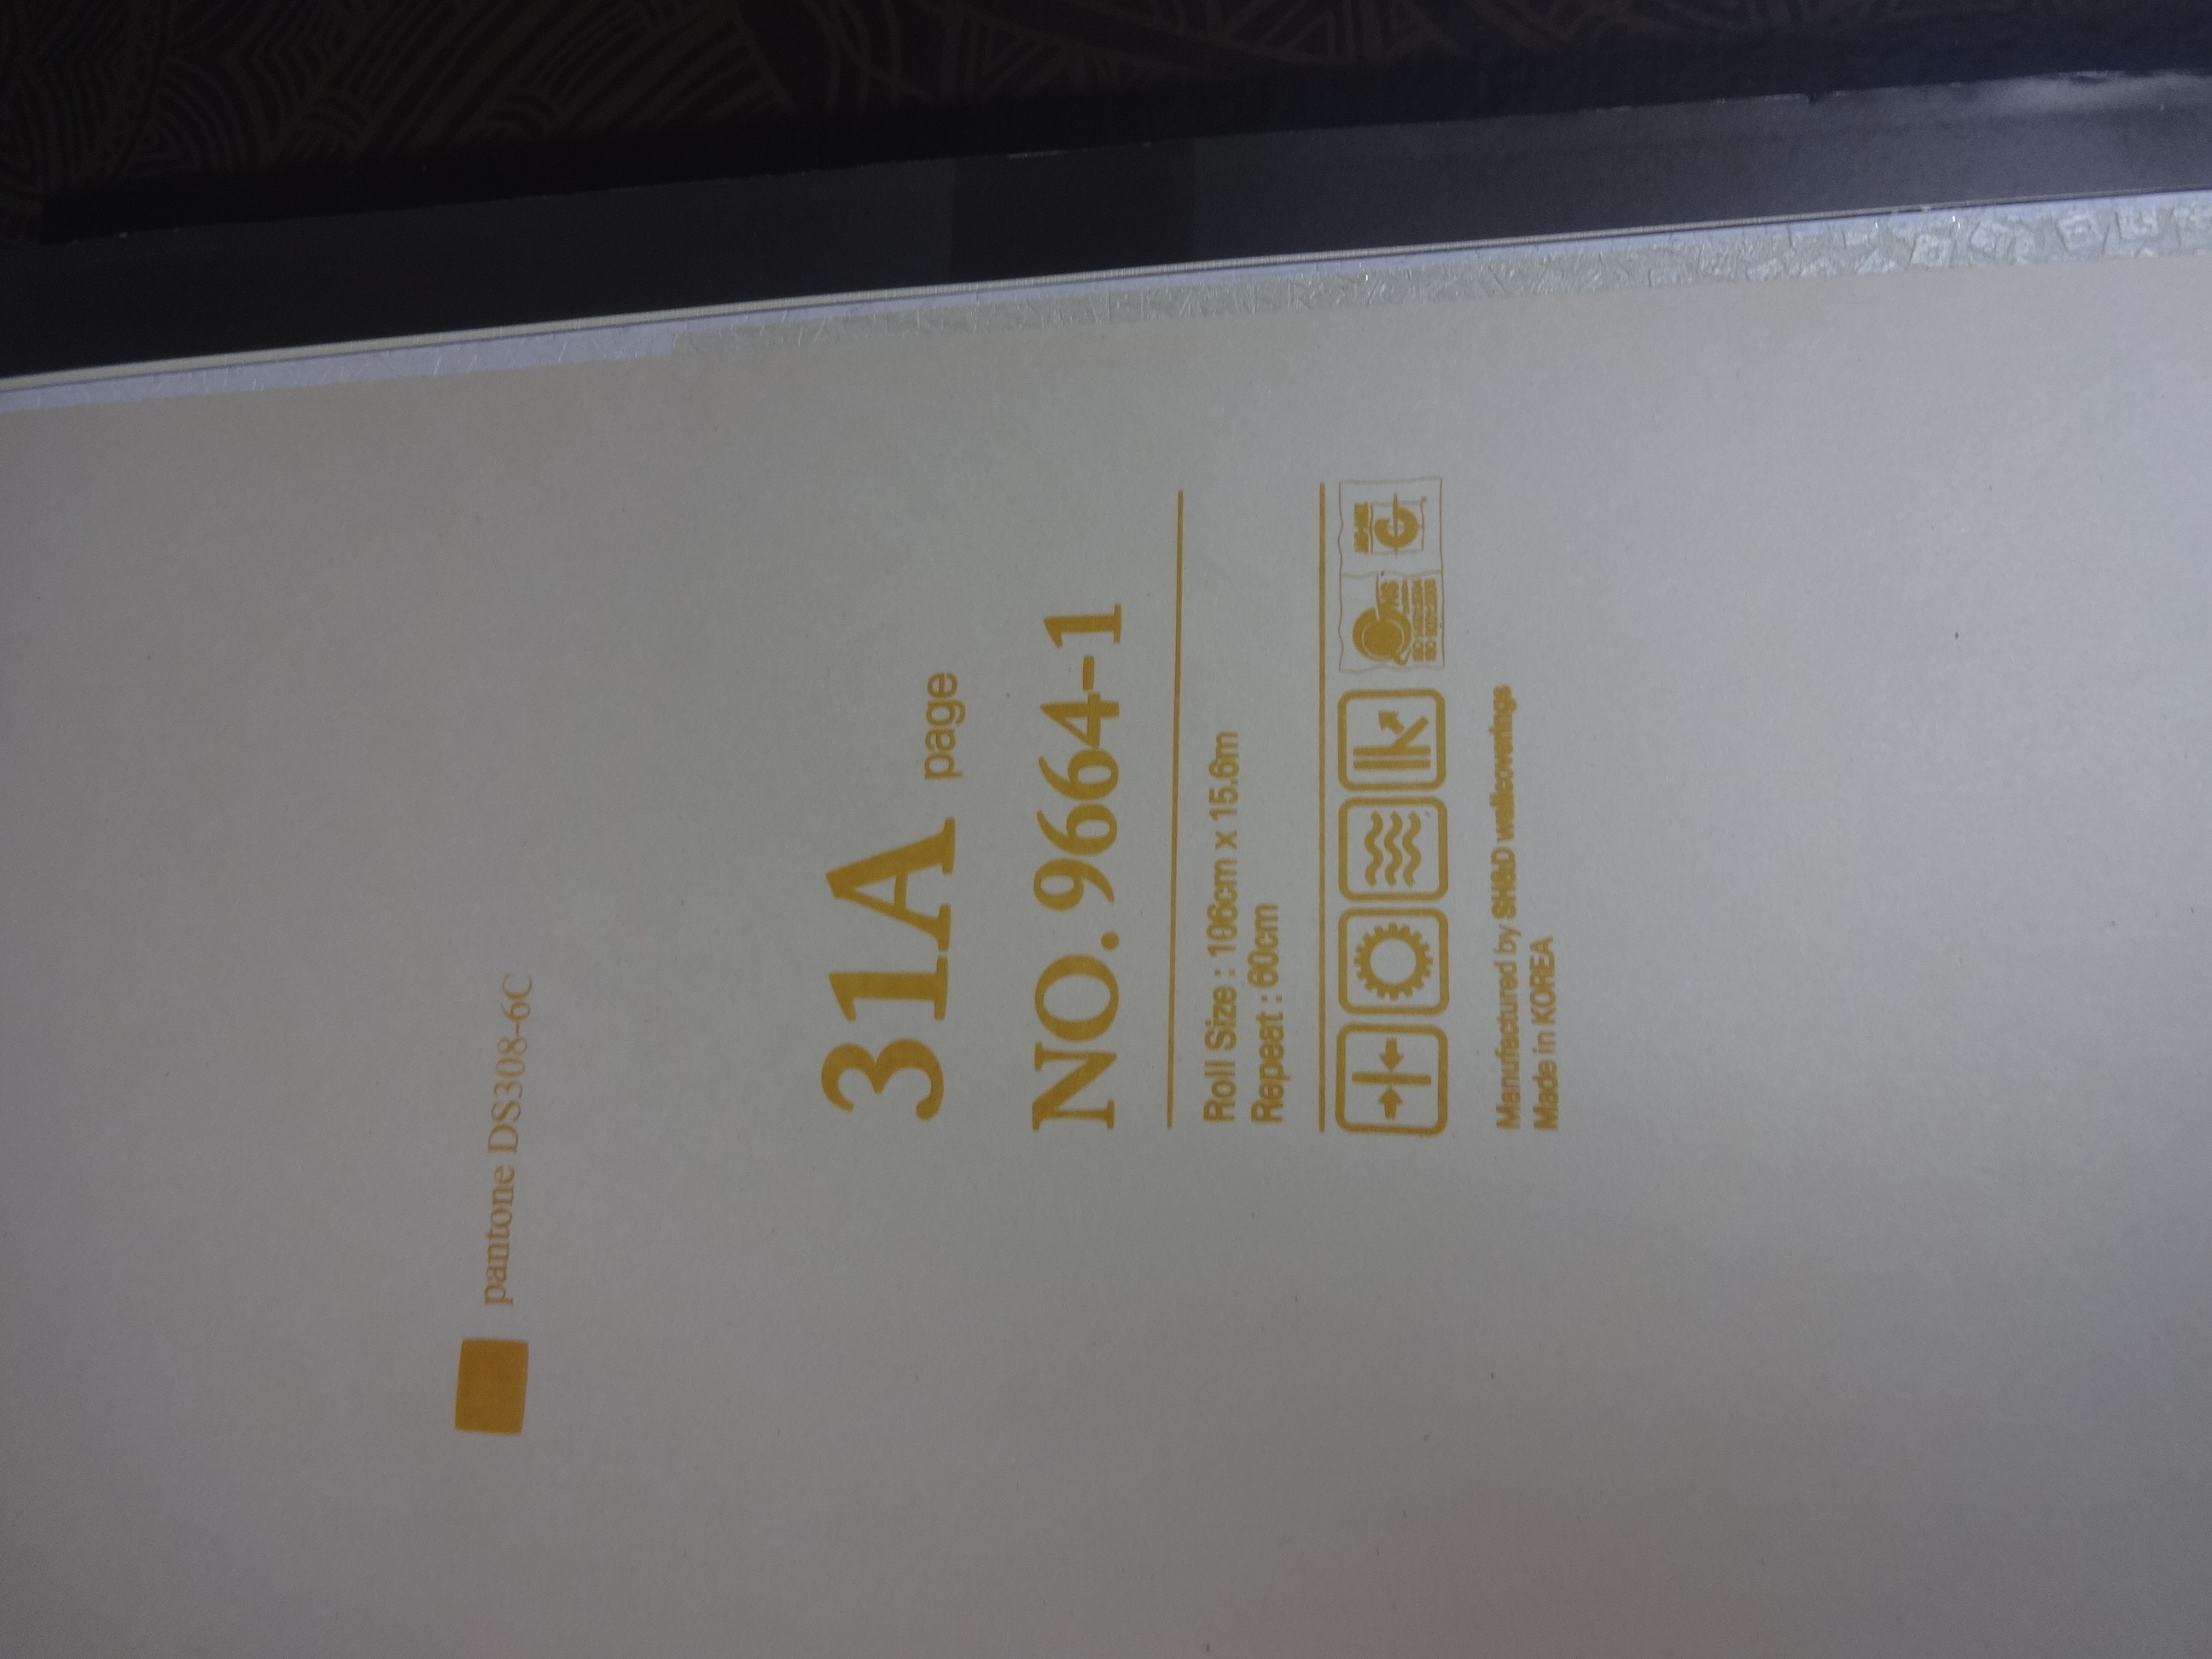 pantone DS308-6C
31A page
NO. 9664-1
Roll Size : 106cm x 15.6m
Repeat : 60cm
Manufactured by SH&D wallcoverings
Made in KOREA